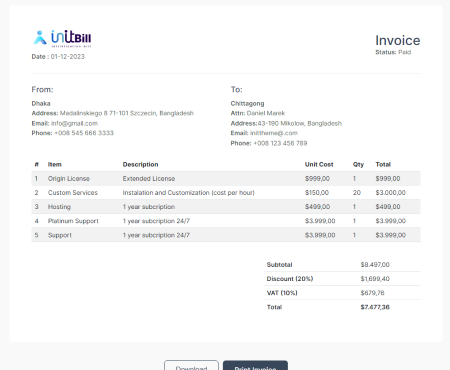 initBill
Date : 01-12-2023
Invoice
Status: Paid
From:
Dhaka
Address: Madalinskiego 8 71-101 Szczecin, Bangladesh
Email: info@gmail.com
Phone: +008 545 666 3333
To:
Chittagong
Attn: Daniel Marek
Address:43-190 Mikolow, Bangladesh
Email: inittheme@.com
Phone: +008 123 456 789
# Item Description Unit Cost Qty Total
1 Origin License Extended License $999,00 1 $999,00
2 Custom Services Instalation and Customization (cost per hour) $150,00 20 $3.000,00
3 Hosting 1 year subcription $499,00 1 $499,00
4 Platinum Support 1 year subcription 24/7 $3.999,00 1 $3.999,00
5 Support 1 year subcription 24/7 $3.999,00 1 $3.999,00
Subtotal $8.497,00
Discount (20%) $1,699,40
VAT (10%) $679,76
Total $7.477,36
Download
Print Invoice